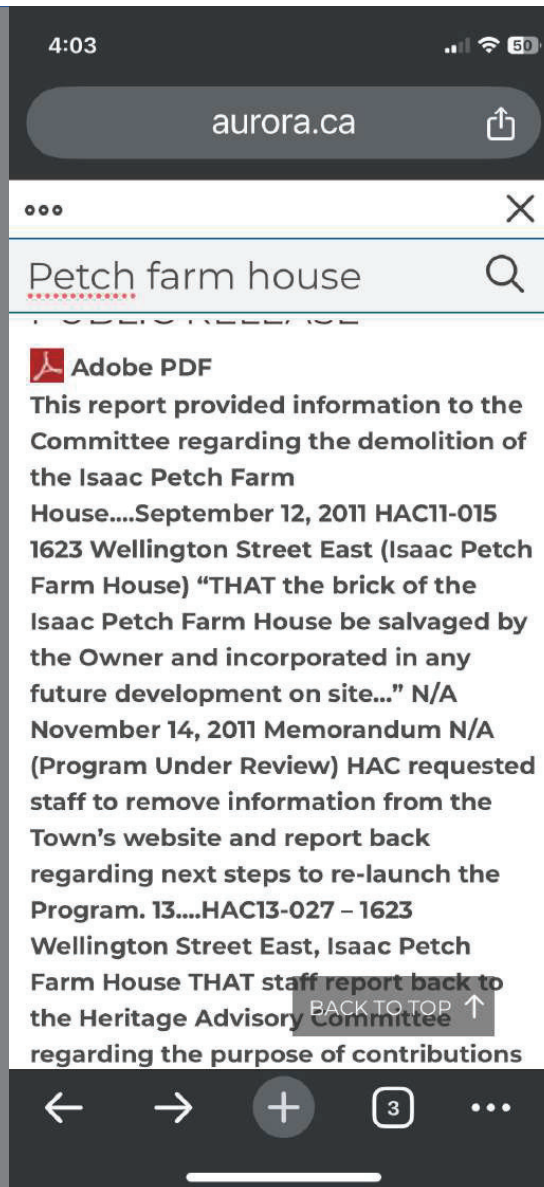 4:03
50
aurora.ca
Petch farm house
PUBLIC RELEASE
Adobe PDF
This report provided information to the
Committee regarding the demolition of
the Isaac Petch Farm
House....September 12, 2011 HAC11-015
1623 Wellington Street East (Isaac Petch
Farm House) “THAT the brick of the
Isaac Petch Farm House be salvaged by
the Owner and incorporated in any
future development on site...” N/A
November 14, 2011 Memorandum N/A
(Program Under Review) HAC requested
staff to remove information from the
Town’s website and report back
regarding next steps to re-launch the
Program. 13....HAC13-027 – 1623
Wellington Street East, Isaac Petch
Farm House THAT staff report back to
BACK TO TOP ↑
the Heritage Advisory Committee
regarding the purpose of contributions
3